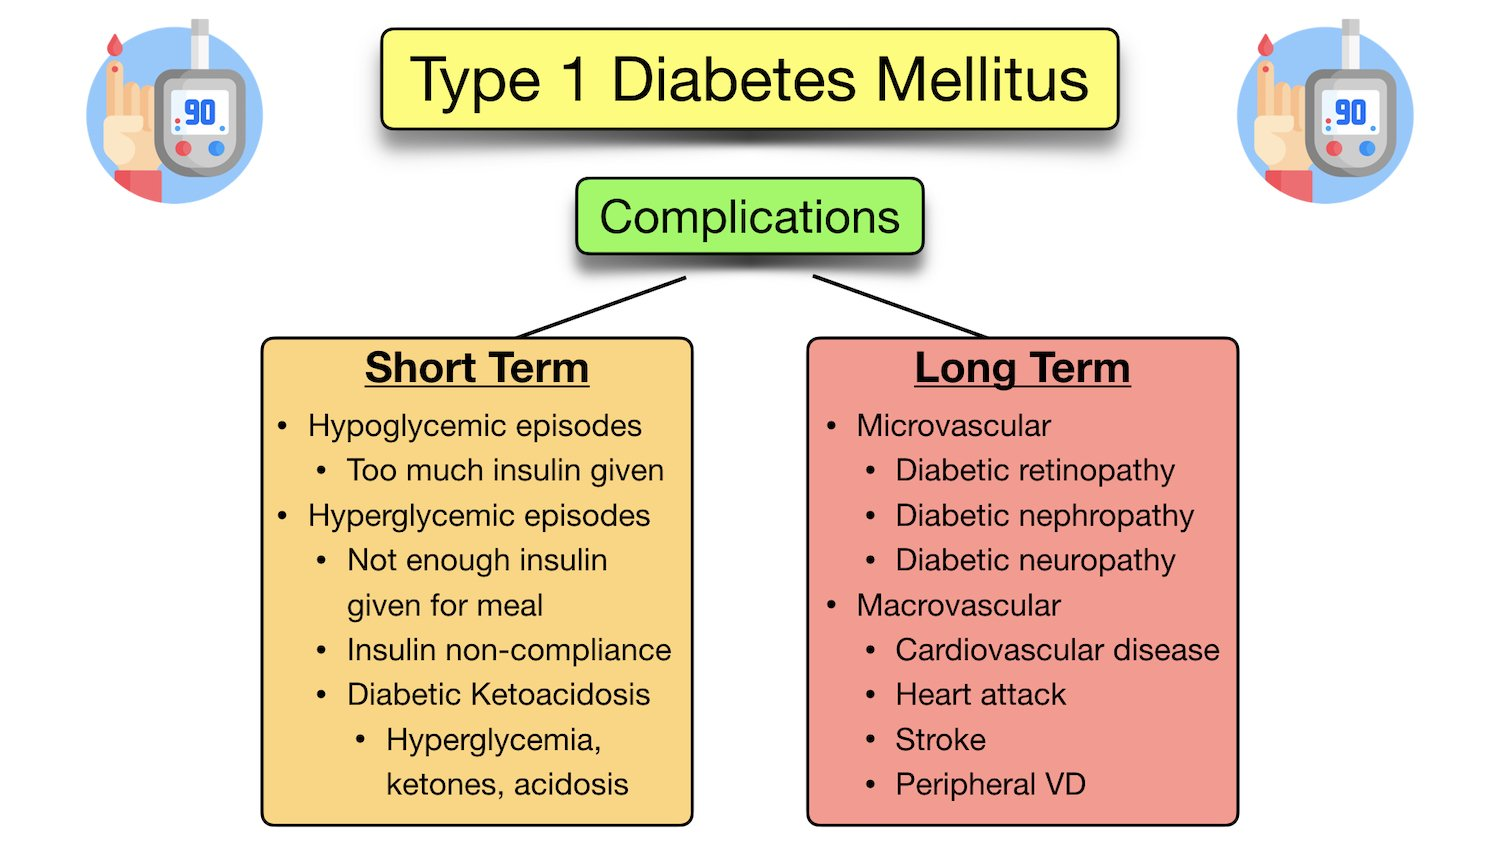 90
Type 1 Diabetes Mellitus
90
Complications
Short Term
• Hypoglycemic episodes
• Too much insulin given
• Hyperglycemic episodes
• Not enough insulin
given for meal
• Insulin non-compliance
• Diabetic Ketoacidosis
• Hyperglycemia,
ketones, acidosis
Long Term
• Microvascular
• Diabetic retinopathy
• Diabetic nephropathy
• Diabetic neuropathy
• Macrovascular
• Cardiovascular disease
• Heart attack
• Stroke
• Peripheral VD